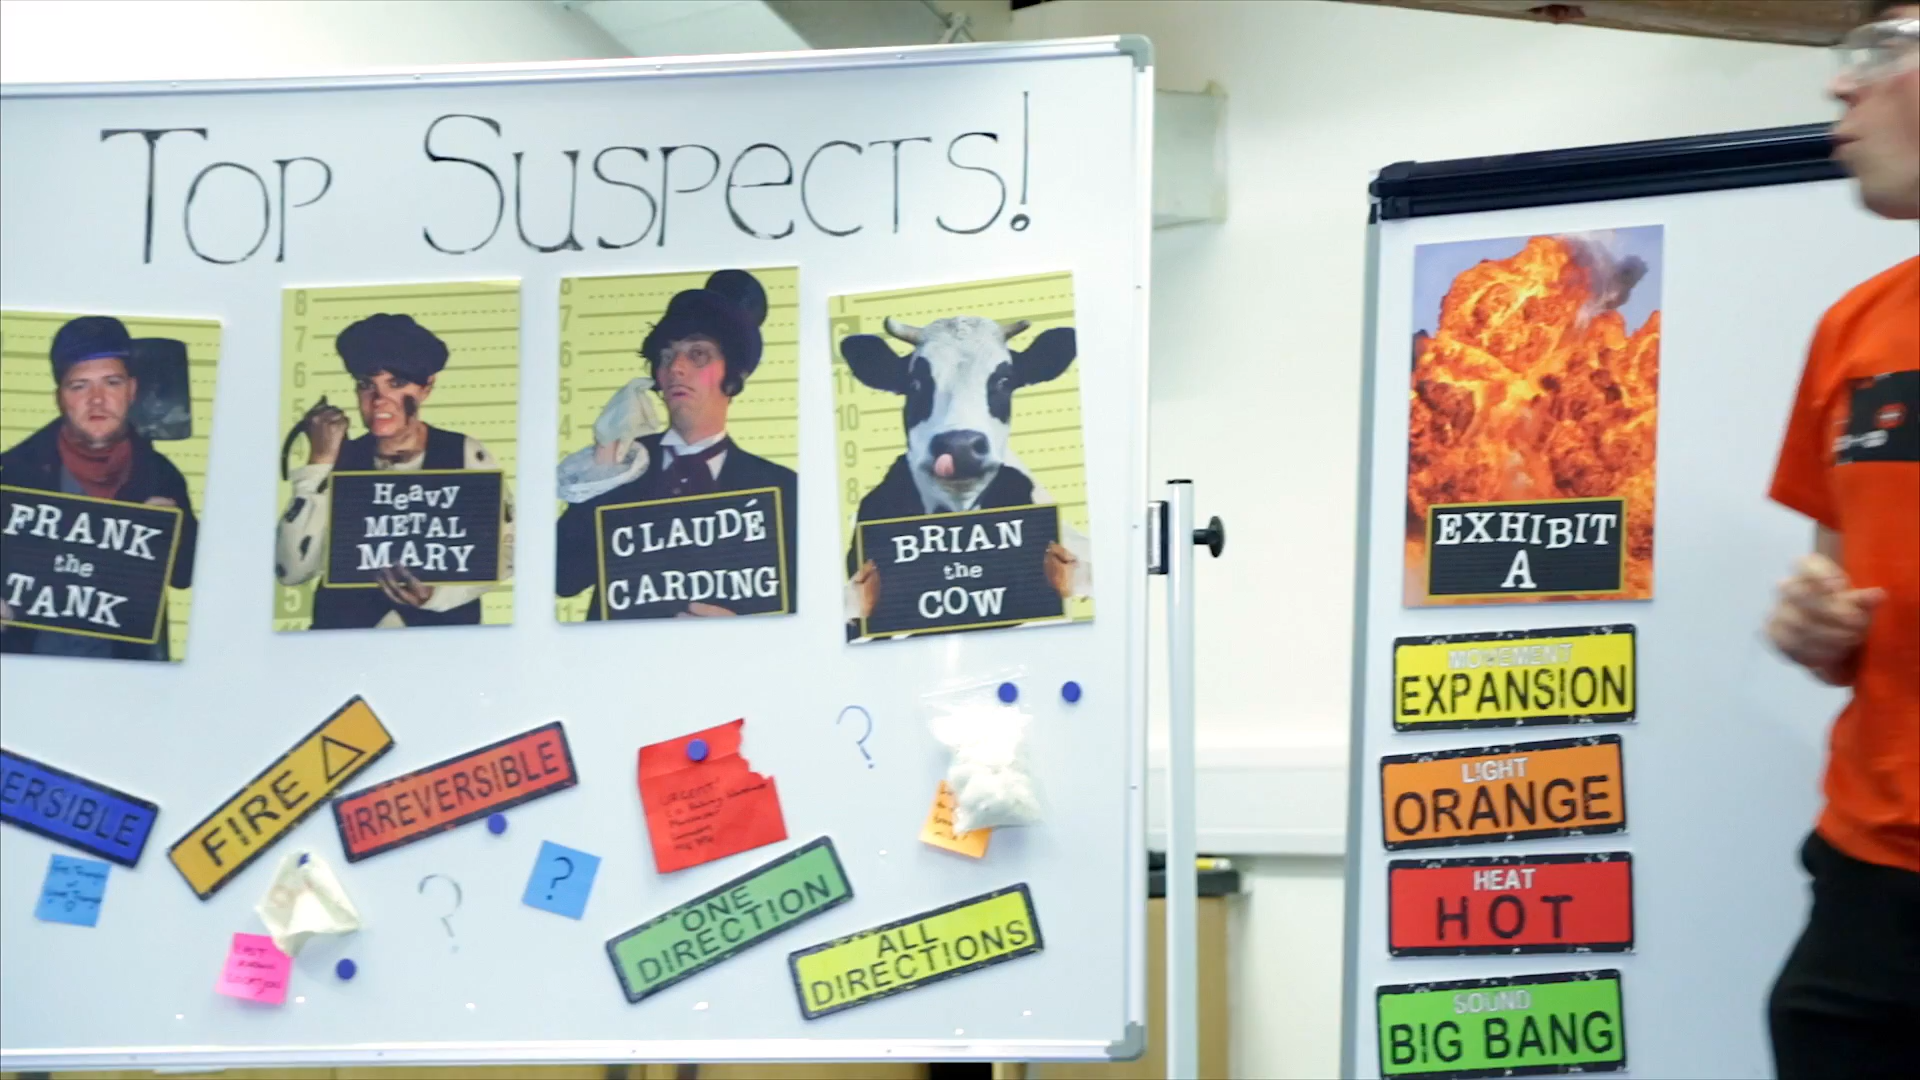 TOP SUSPECTS!
FRANK
the
TANK
Heavy
METAL
MARY
CLAUDÉ
CARDING
BRIAN
the
COW
EXHIBIT
A
MOVEMENT
EXPANSION
LIGHT
ORANGE
HEAT
HOT
SOUND
BIG BANG
ERSIBLE
FIRE
IRREVERSIBLE
URGENT
?
?
?
ONE
DIRECTION
ALL
DIRECTIONS